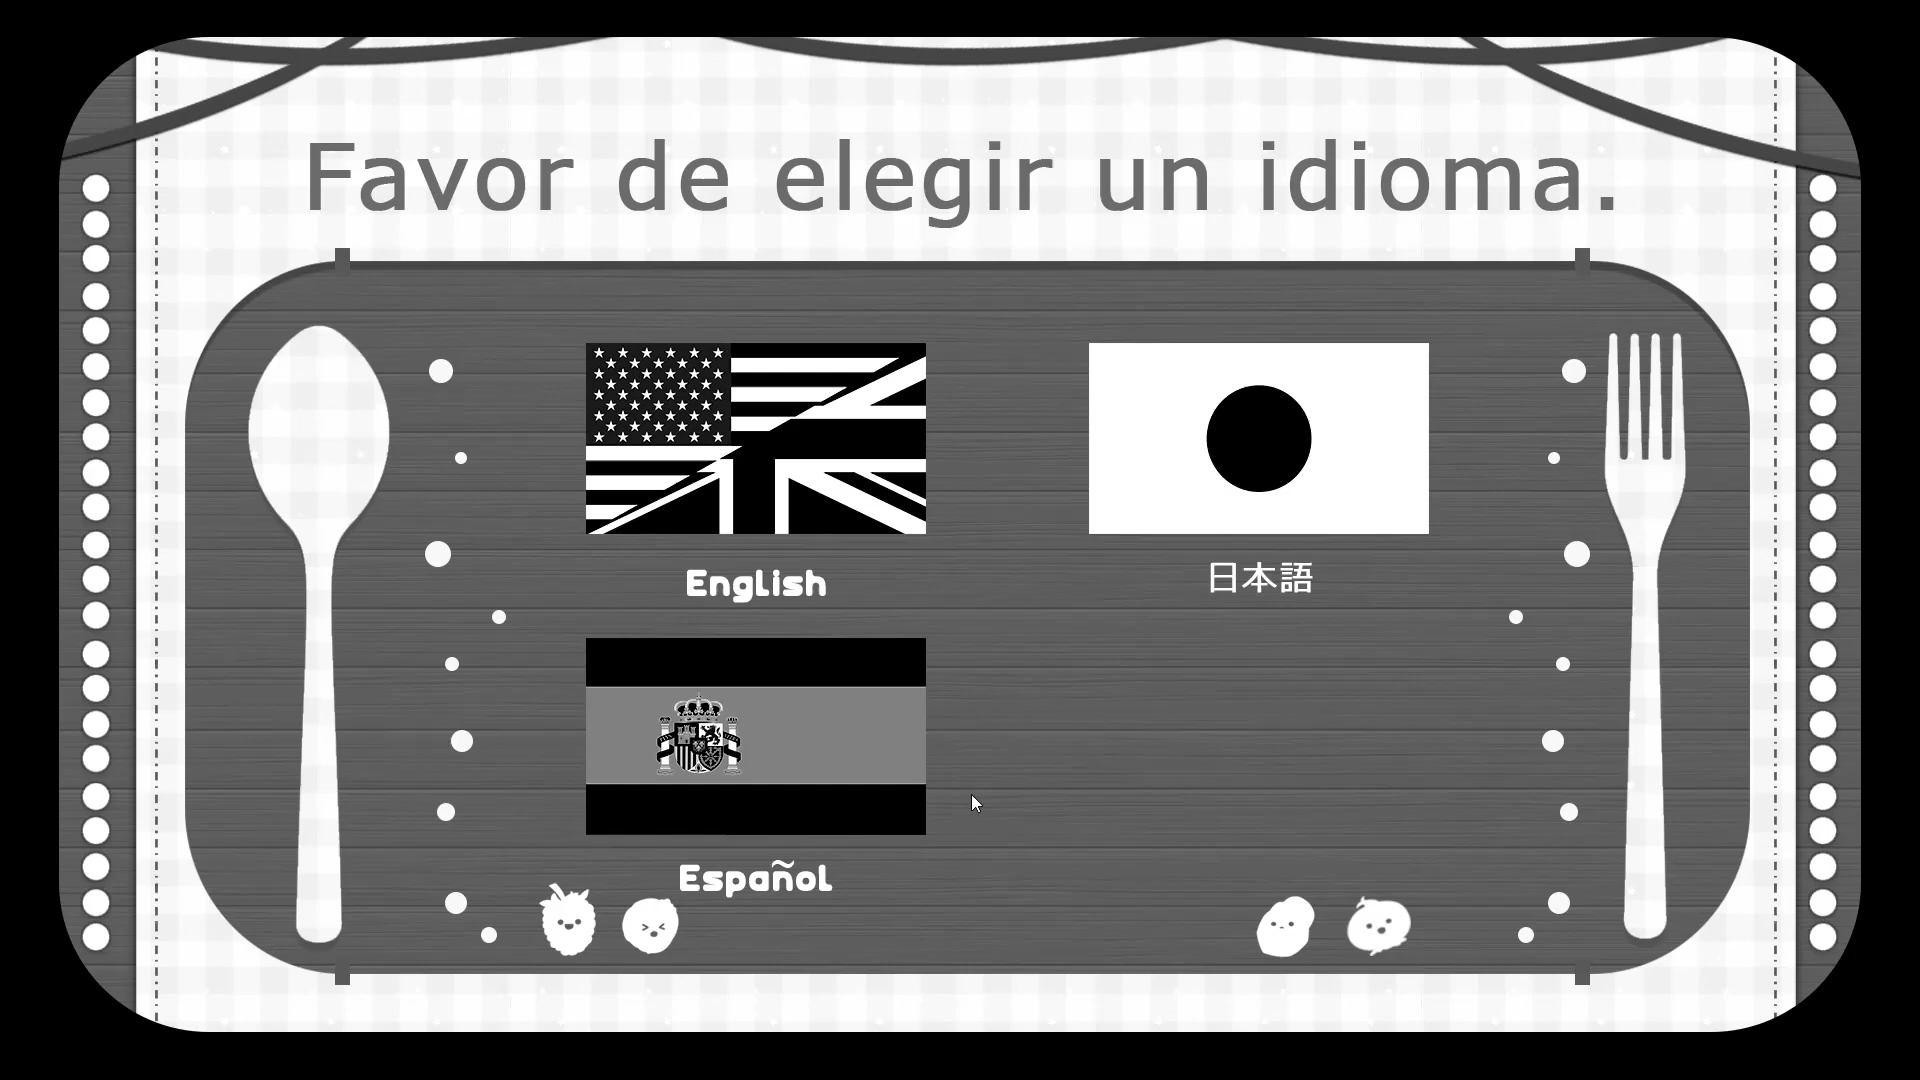 Favor de elegir un idioma.
English
日本語
Español